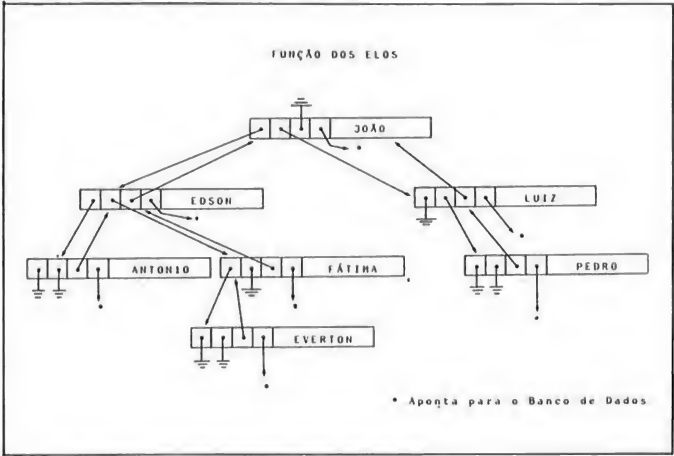 FUNÇÃO DOS ELOS
JOÃO
EDSON
LUIZ
ANTONIO
FÁTIMA
PEDRO
EVERTON
* Aponta para o Banco de Dados